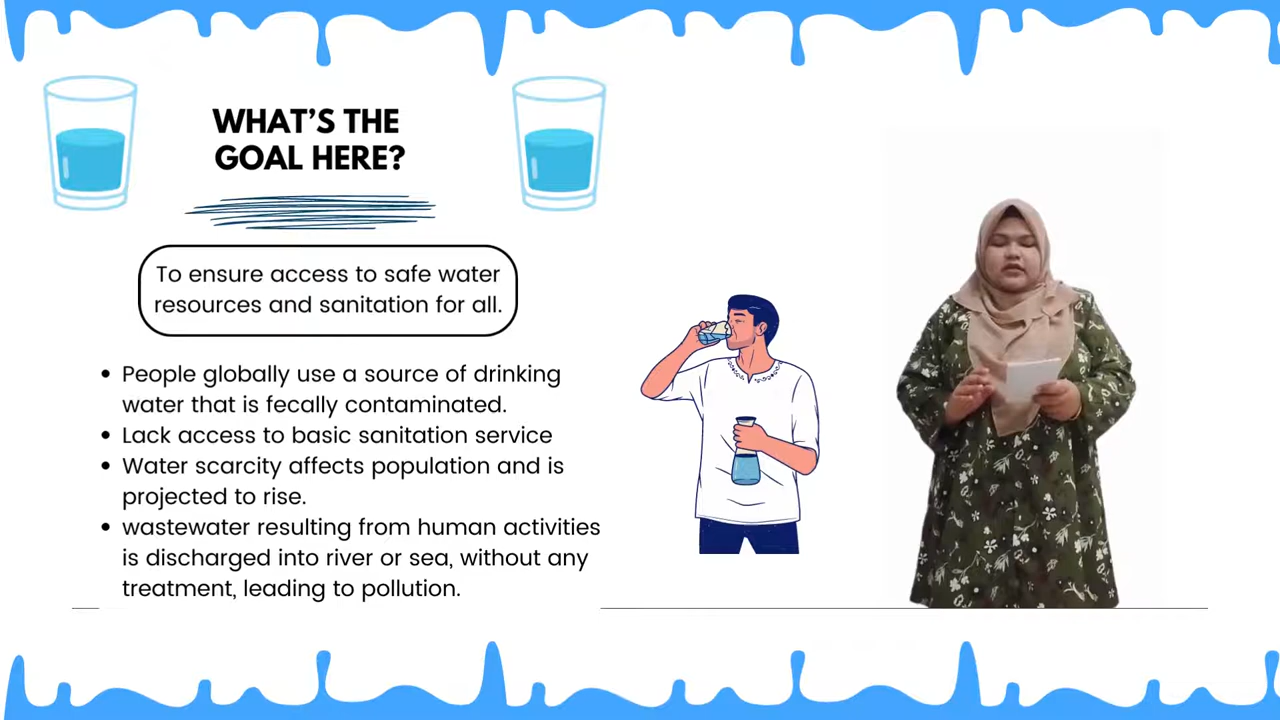 WHAT'S THE
GOAL HERE?
To ensure access to safe water
resources and sanitation for all.
• People globally use a source of drinking
water that is fecally contaminated.
• Lack access to basic sanitation service
• Water scarcity affects population and is
projected to rise.
• wastewater resulting from human activities
is discharged into river or sea, without any
treatment, leading to pollution.